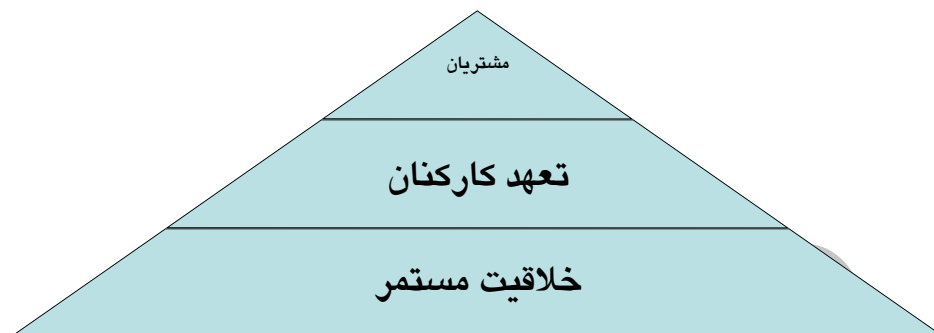 مشتریان
تعهد کارکنان
خلاقیت مستمر